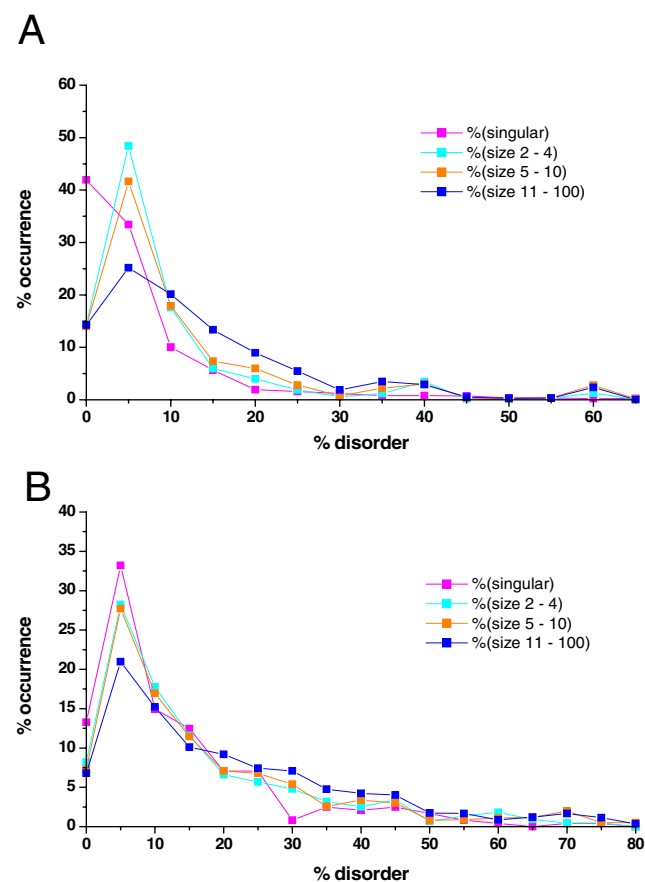 A
60
50
40
30
20
10
0
% occurrence
%(singular)
%(size 2 - 4)
%(size 5 - 10)
%(size 11 - 100)
0 10 20 30 40 50 60
% disorder
B
40
35
30
25
20
15
10
5
0
% occurrence
%(singular)
%(size 2 - 4)
%(size 5 - 10)
%(size 11 - 100)
0 10 20 30 40 50 60 70 80
% disorder